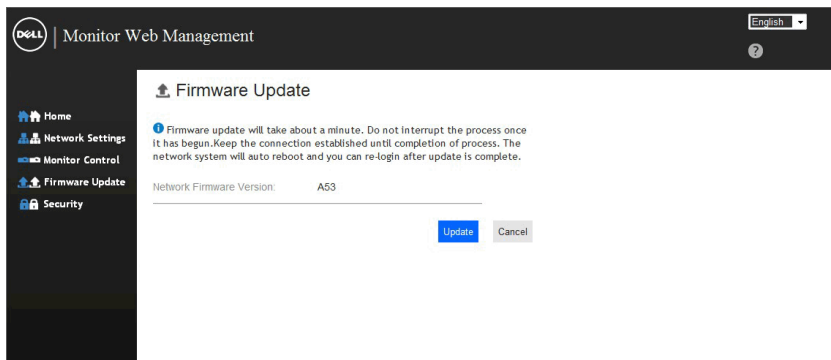 DELL | Monitor Web Management
English
?
Firmware Update
Home
Network Settings
Monitor Control
Firmware Update
Security
Firmware update will take about a minute. Do not interrupt the process once
it has begun.Keep the connection established until completion of process. The
network system will auto reboot and you can re-login after update is complete.
Network Firmware Version: A53
Update Cancel